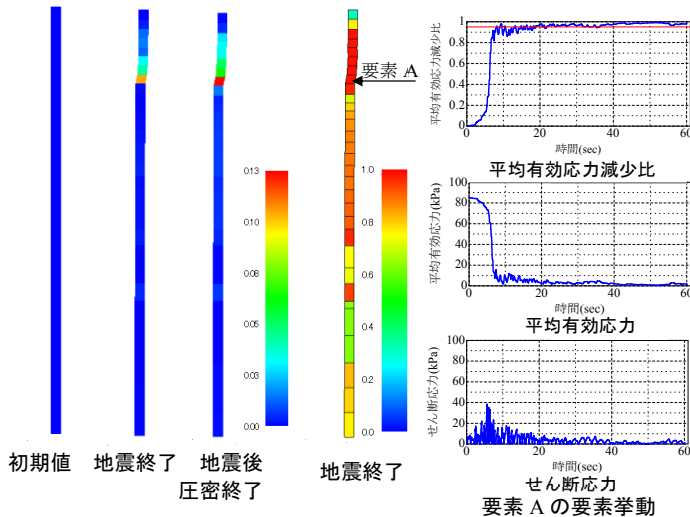 初期値
地震終了
地震後
圧密終了
0.13
0.10
0.08
0.05
0.03
0.00
要素 A
1.0
0.8
0.6
0.4
0.2
0.0
地震終了
平均有効応力減少比
1
0.8
0.6
0.4
0.2
0
0 20 40 60
時間(sec)
平均有効応力減少比
平均有効応力(kPa)
100
80
60
40
20
0
0 20 40 60
時間(sec)
平均有効応力
せん断応力(kPa)
100
80
60
40
20
0
0 20 40 60
時間(sec)
せん断応力
要素 A の要素挙動